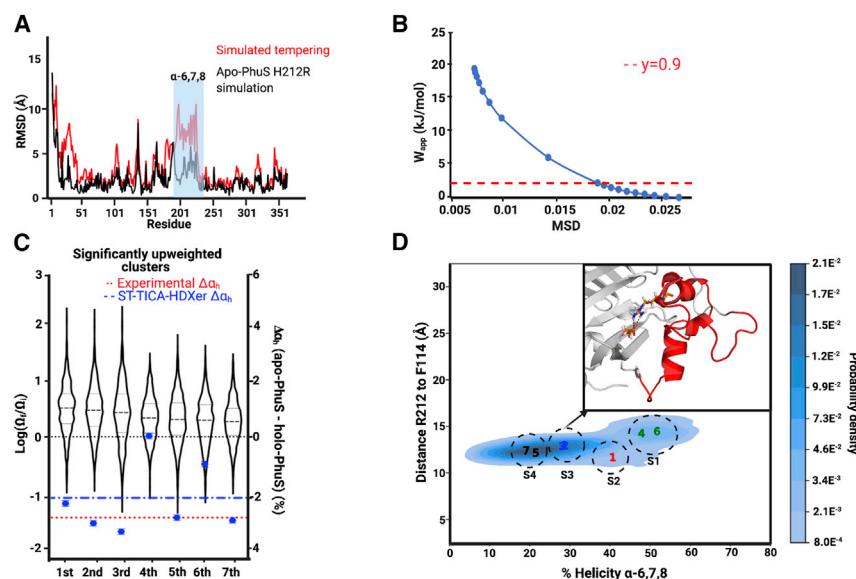 A
Simulated tempering
Apo-PhuS H212R
simulation
α-6,7,8
RMSD (Å)
15
10
5
0
1 51 101 151 201 251 301 351
Residue
B
y=0.9
W_app (kJ/mol)
25
20
15
10
5
0
0.005 0.01 0.015 0.02 0.025
MSD
C
Significantly upweighted
clusters
Experimental Δα_h
ST-TICA-HDXer Δα_h
Log(Ω_f/Ω_i)
3
2
1
0
-1
-2
Δα_h (apo-PhuS - holo-PhuS) (%)
6
4
2
0
-2
4
1st 2nd 3rd 4th 5th 6th 7th
D
Distance R212 to F114 (Å)
30
25
20
15
10
5
7 5
1
4 6
S4 S3 S2 S1
0 10 20 30 40 50 60 70 80
% Helicity α-6,7,8
2.1E⁻²
1.7E⁻²
1.5E⁻²
1.2E⁻²
9.9E⁻³
7.3E⁻³
4.7E⁻³
2.1E⁻³
8.0E⁻⁴
Probability Density